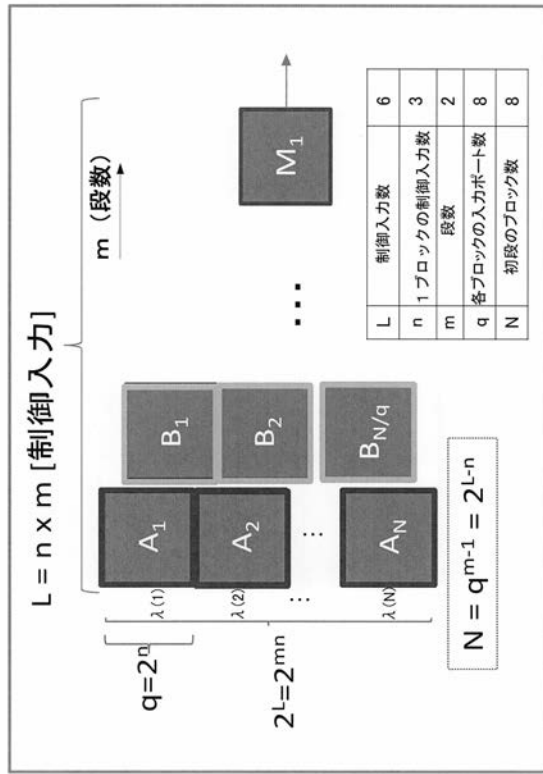 L = n x m [制御入力]
m (段数)
q=2ⁿ
2ᴸ=2ᵐⁿ
λ(1)
λ(2)
⋯
λ(N)
A₁
A₂
⋯
A_N
B₁
B₂
B_N/q
⋯
M₁
N = qᵐ⁻¹ = 2ᴸ⁻ⁿ
L 制御入力数 6
n 1ブロックの制御入力数 3
m 段数 2
q 各ブロックの入力ポート数 8
N 初段のブロック数 8